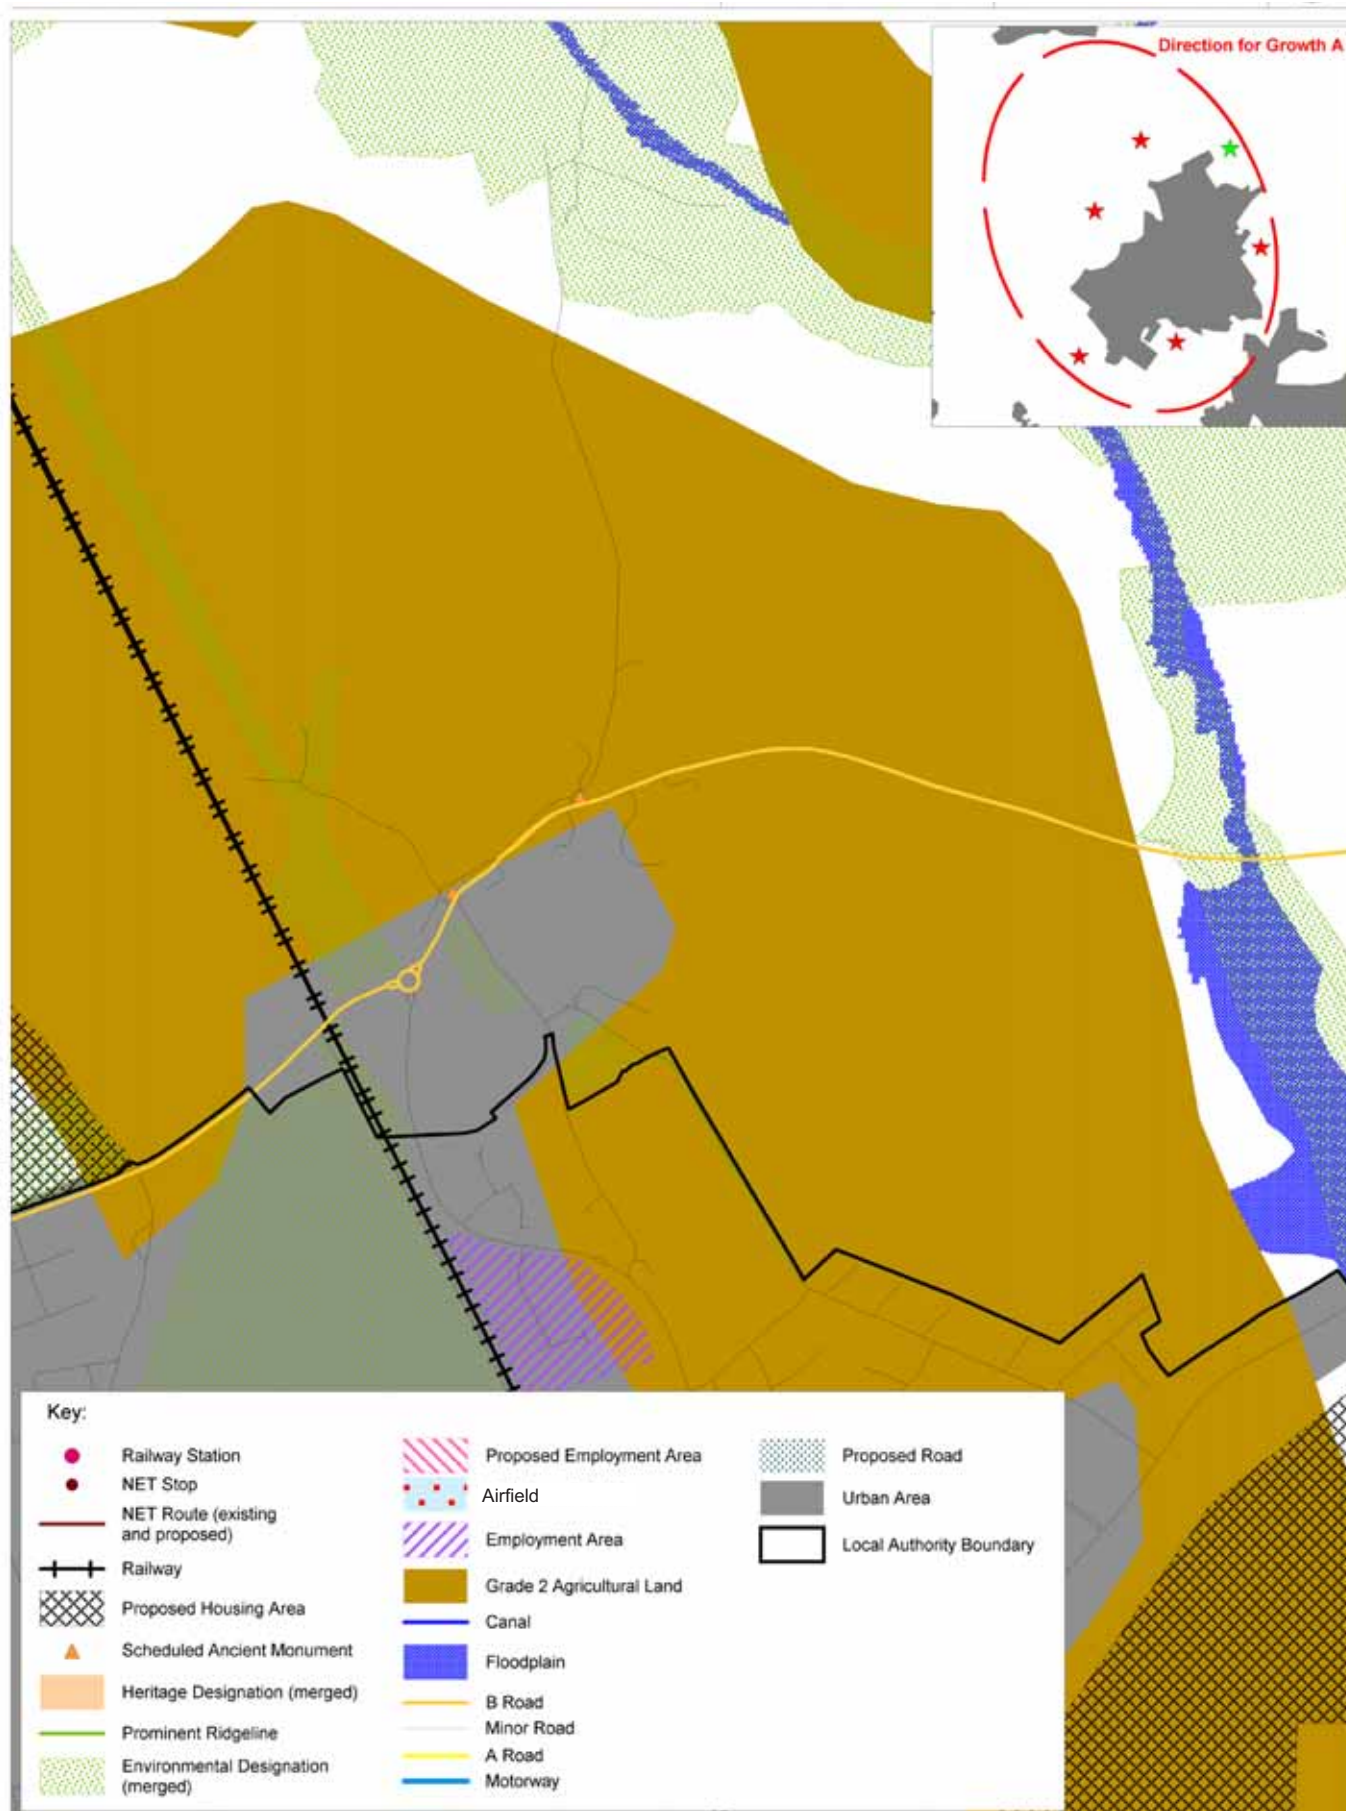 Direction for Growth A
Key:
Railway Station
NET Stop
NET Route (existing
and proposed)
Railway
Proposed Housing Area
Scheduled Ancient Monument
Heritage Designation (merged)
Prominent Ridgeline
Environmental Designation
(merged)
Proposed Employment Area
Airfield
Employment Area
Grade 2 Agricultural Land
Canal
Floodplain
B Road
Minor Road
A Road
Motorway
Proposed Road
Urban Area
Local Authority Boundary